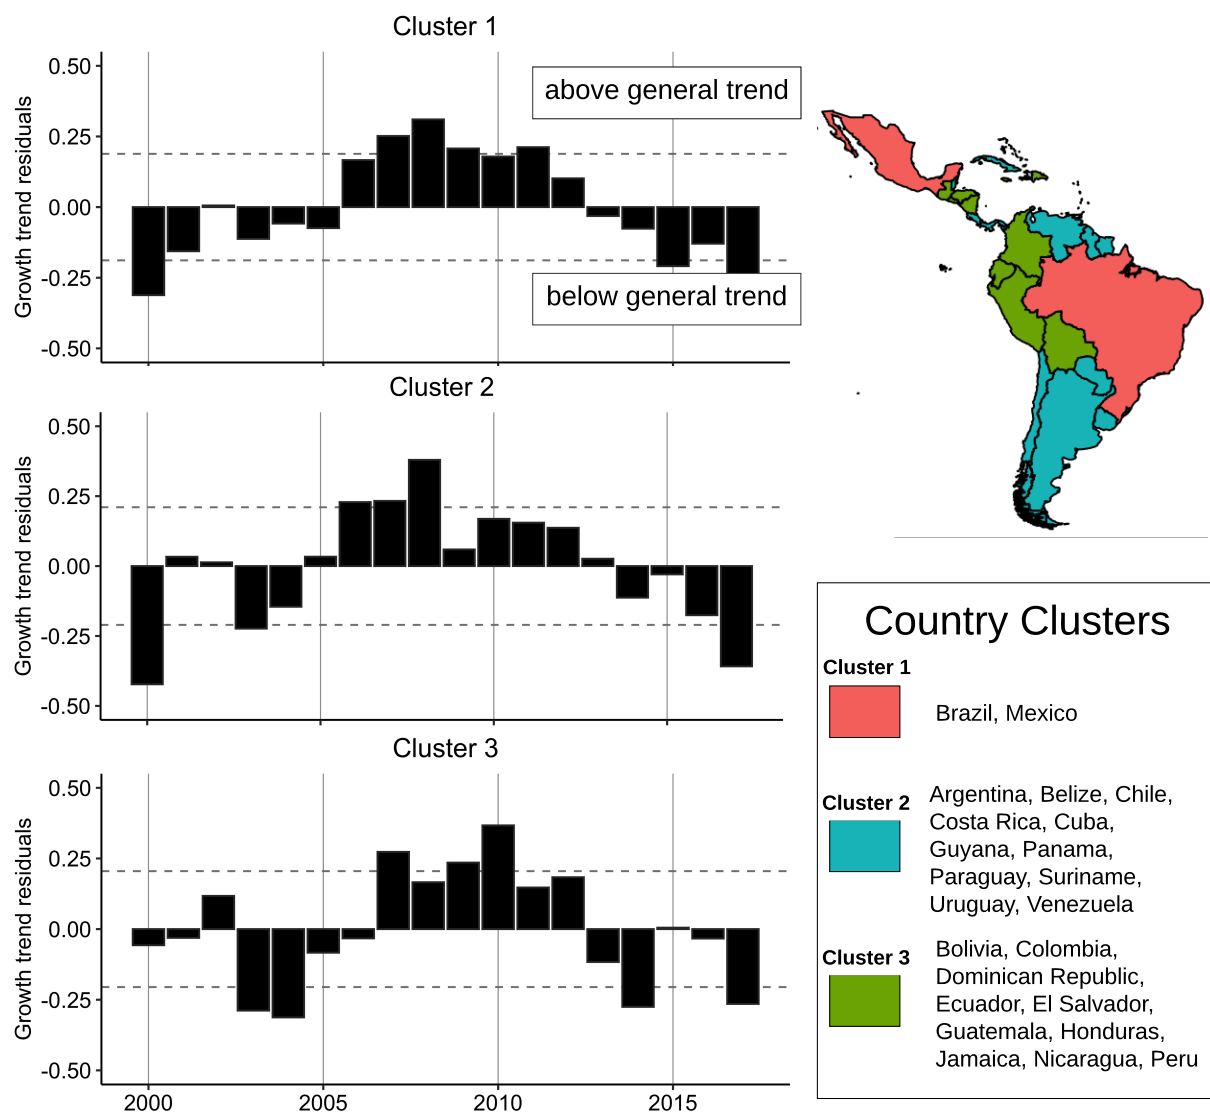 Cluster 1
Growth trend residuals
0.50
0.25
0.00
-0.25
-0.50
above general trend
below general trend
Cluster 2
Growth trend residuals
0.50
0.25
0.00
-0.25
-0.50
Cluster 3
Growth trend residuals
0.50
0.25
0.00
-0.25
-0.50
2000 2005 2010 2015
Country Clusters
Cluster 1
Brazil, Mexico
Cluster 2
Argentina, Belize, Chile,
Costa Rica, Cuba,
Guyana, Panama,
Paraguay, Suriname,
Uruguay, Venezuela
Cluster 3
Bolivia, Colombia,
Dominican Republic,
Ecuador, El Salvador,
Guatemala, Honduras,
Jamaica, Nicaragua, Peru